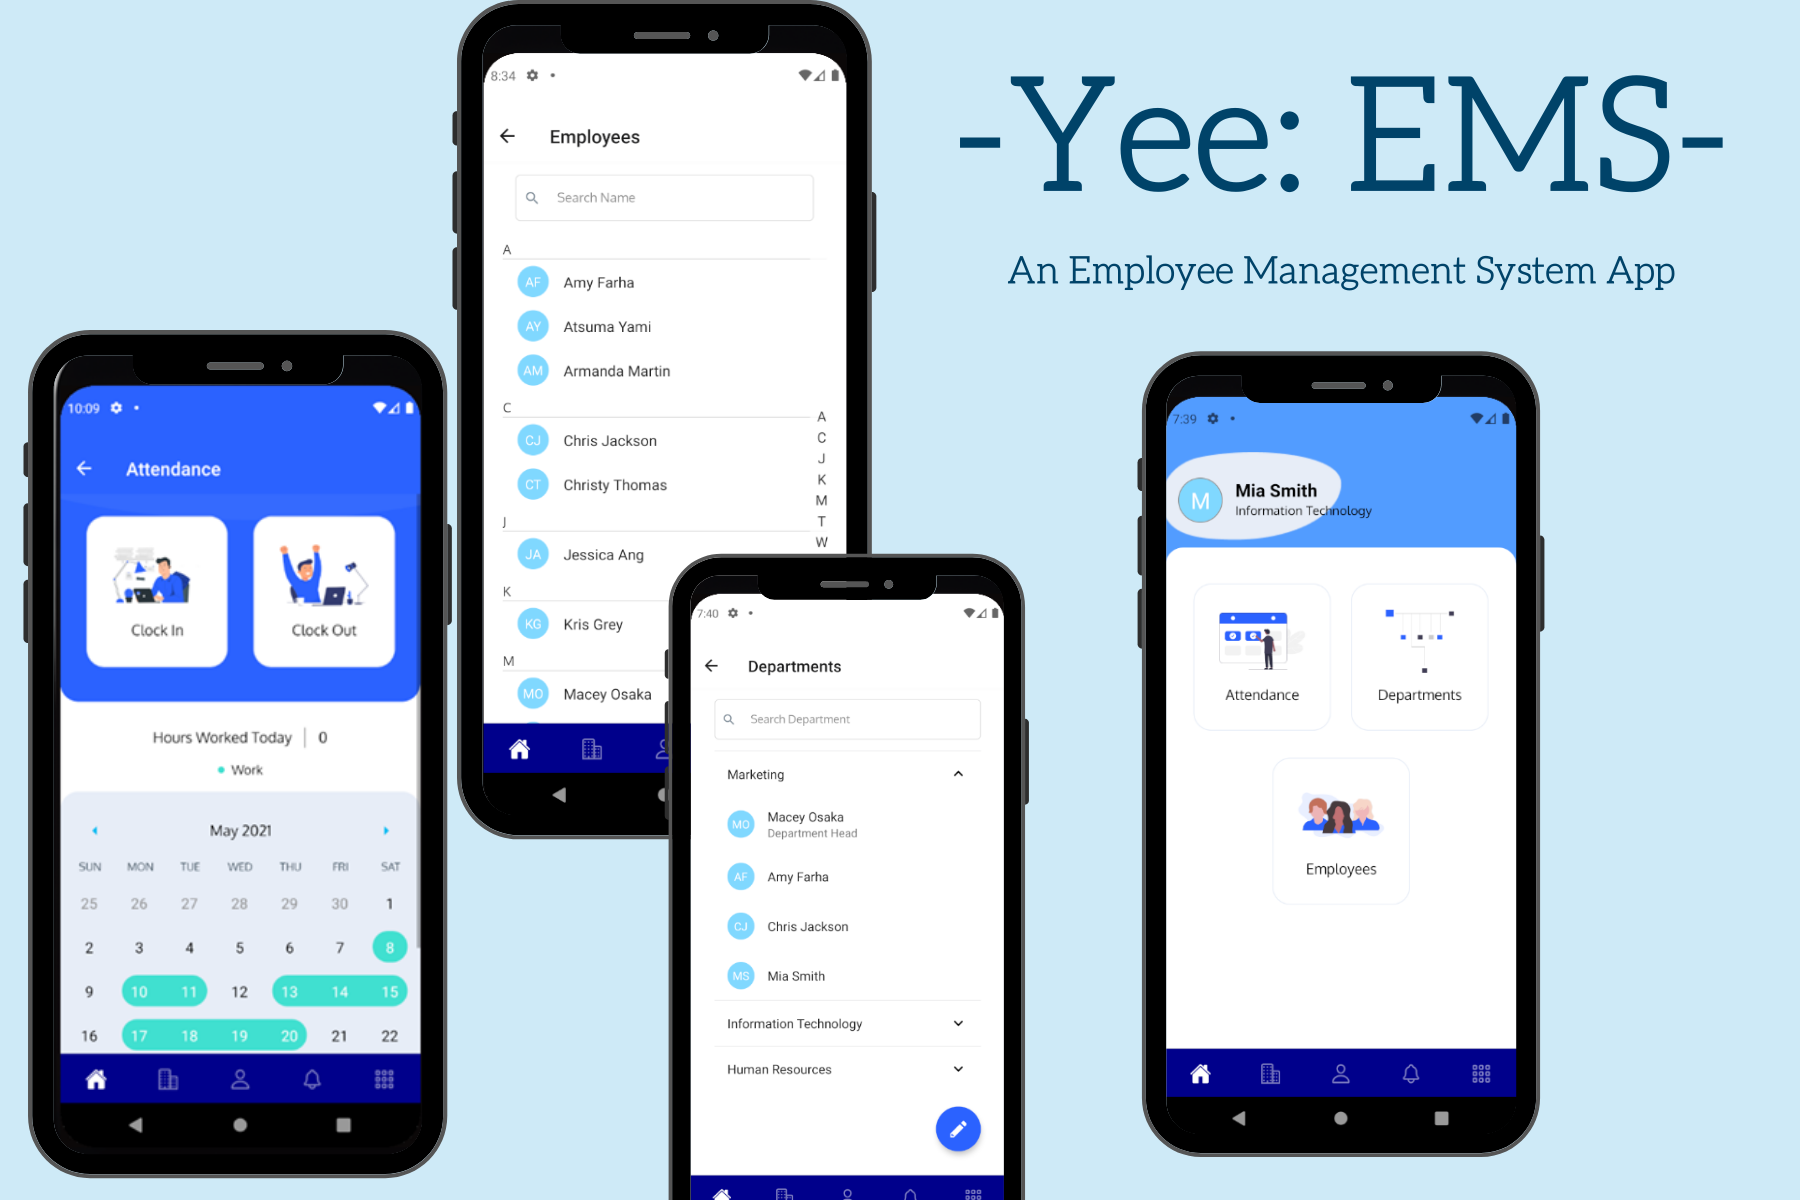 -Yee: EMS-
An Employee Management System App
8:34
Employees
Search Name
A
AF Amy Farha
AY Atsuma Yami
AM Armanda Martin
C
CJ Chris Jackson
CT Christy Thomas
J
JA Jessica Ang
K
KG Kris Grey
M
MO Macey Osaka
A
C
J
K
M
T
W
10:09
Attendance
Clock In Clock Out
Hours Worked Today 0
Work
May 2021
SUN MON TUE WED THU FRI SAT
25 26 27 28 29 30 1
2 3 4 5 6 7 8
9 10 11 12 13 14 15
16 17 18 19 20 21 22
7:40
Departments
Search Department
Marketing
MO Macey Osaka
Department Head
AF Amy Farha
CJ Chris Jackson
MS Mia Smith
Information Technology
Human Resources
7:39
M Mia Smith
Information Technology
Attendance Departments
Employees